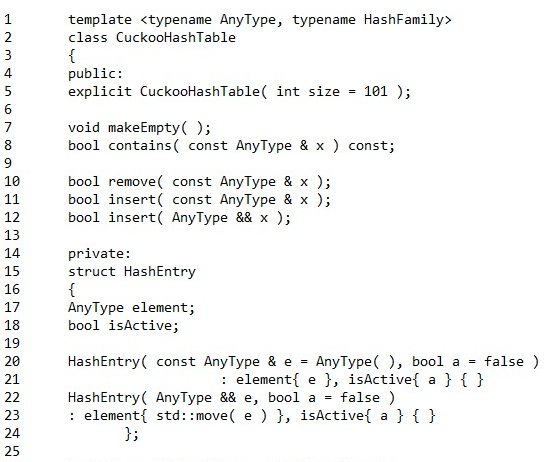 1 template <typename AnyType, typename HashFamily>
2 class CuckooHashTable
3 {
4 public:
5 explicit CuckooHashTable( int size = 101 );
6
7 void makeEmpty( );
8 bool contains( const AnyType & x ) const;
9
10 bool remove( const AnyType & x );
11 bool insert( const AnyType & x );
12 bool insert( AnyType && x );
13
14 private:
15 struct HashEntry
16 {
17 AnyType element;
18 bool isActive;
19
20 HashEntry( const AnyType & e = AnyType( ), bool a = false )
21 : element{ e }, isActive{ a } { }
22 HashEntry( AnyType && e, bool a = false )
23 : element{ std::move( e ) }, isActive{ a } { }
24 };
25